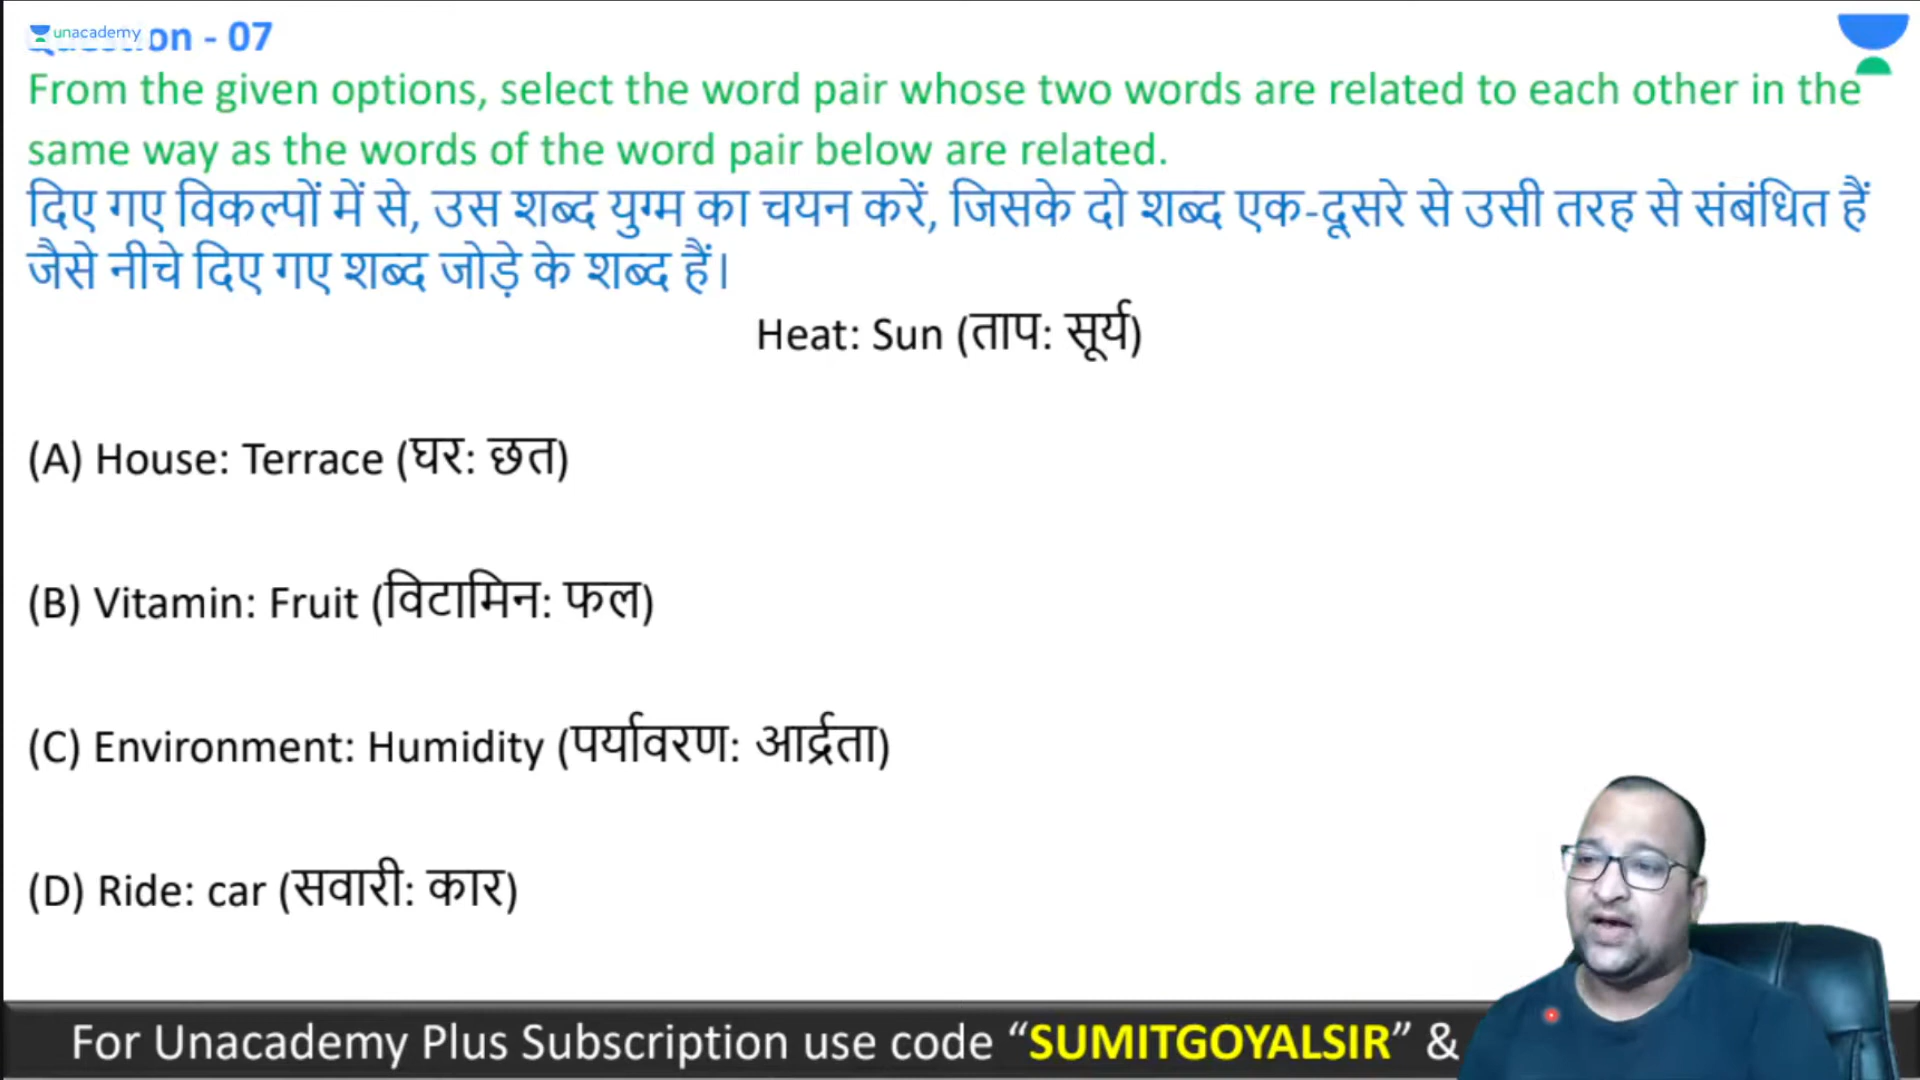 unacademy
Question - 07
From the given options, select the word pair whose two words are related to each other in the
same way as the words of the word pair below are related.
दिए गए विकल्पों में से, उस शब्द युग्म का चयन करें, जिसके दो शब्द एक-दूसरे से उसी तरह से संबंधित हैं
जैसे नीचे दिए गए शब्द जोड़े के शब्द हैं।
Heat: Sun (ताप: सूर्य)
(A) House: Terrace (घर: छत)
(B) Vitamin: Fruit (विटामिन: फल)
(C) Environment: Humidity (पर्यावरण: आर्द्रता)
(D) Ride: car (सवारी: कार)
For Unacademy Plus Subscription use code “SUMITGOYALSIR” &